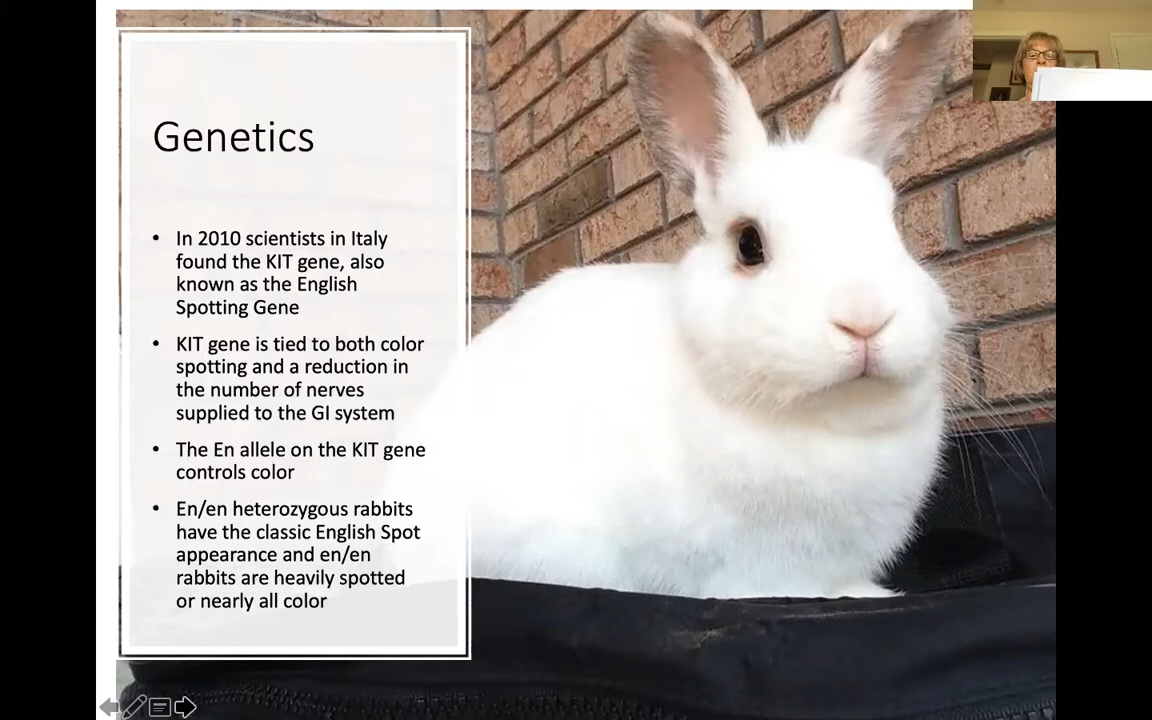 Genetics
• In 2010 scientists in Italy
found the KIT gene, also
known as the English
Spotting Gene
• KIT gene is tied to both color
spotting and a reduction in
the number of nerves
supplied to the GI system
• The En allele on the KIT gene
controls color
• En/en heterozygous rabbits
have the classic English Spot
appearance and en/en
rabbits are heavily spotted
or nearly all color